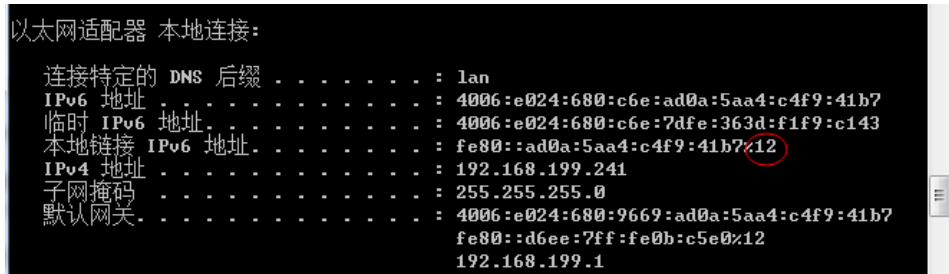 以太网适配器 本地连接:
连接特定的 DNS 后缀 . . . . . . . : lan
IPv6 地址 . . . . . . . . . . . . : 4006:e024:680:c6e:ad0a:5aa4:c4f9:41b7
临时 IPv6 地址. . . . . . . . . . : 4006:e024:680:c6e:7dfe:363d:f1f9:c143
本地链接 IPv6 地址. . . . . . . . : fe80::ad0a:5aa4:c4f9:41b7%12
IPv4 地址 . . . . . . . . . . . . : 192.168.199.241
子网掩码  . . . . . . . . . . . . : 255.255.255.0
默认网关. . . . . . . . . . . . . : 4006:e024:680:9669:ad0a:5aa4:c4f9:41b7
fe80::d6ee:7ff:fe0b:c5e0%12
192.168.199.1